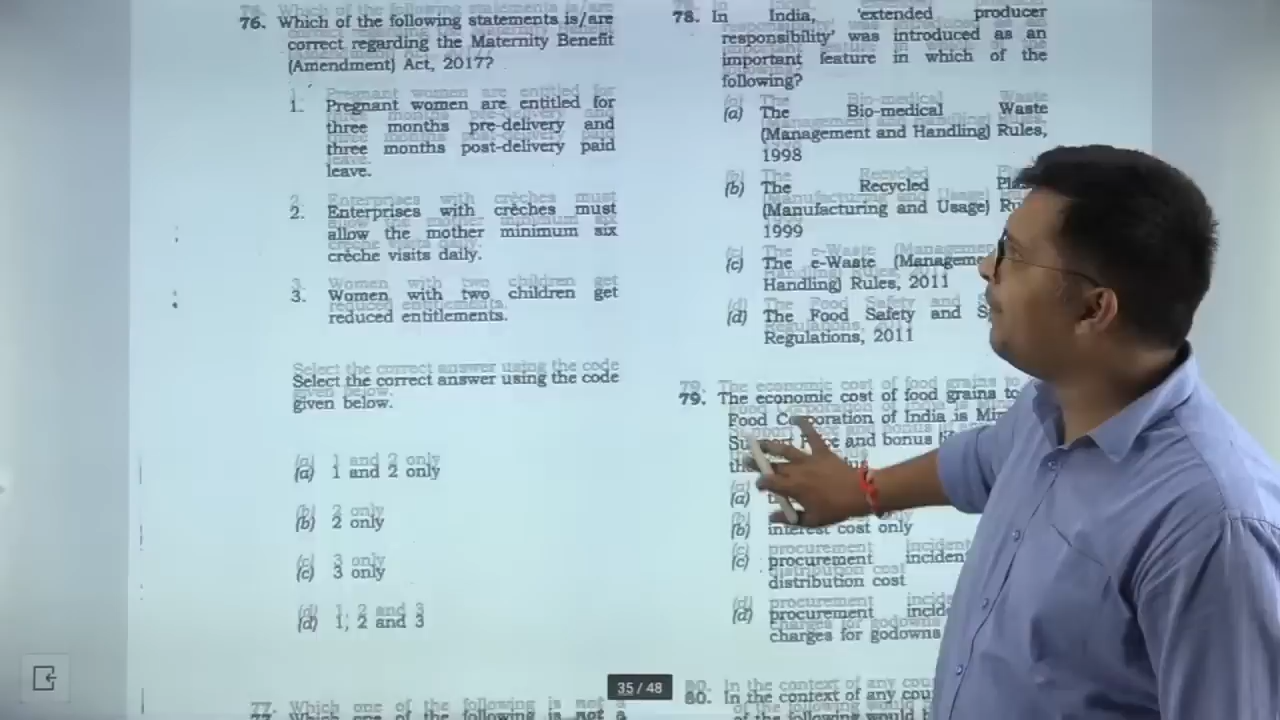 76. Which of the following statements is/are
correct regarding the Maternity Benefit
(Amendment) Act, 2017?
1. Pregnant women are entitled for
three months pre-delivery and
three months post-delivery paid
leave.
2. Enterprises with crèches must
allow the mother minimum six
crèche visits daily.
3. Women with two children get
reduced entitlements.
Select the correct answer using the code
given below.
(a) 1 and 2 only
(b) 2 only
(c) 3 only
(d) 1, 2 and 3
77. Which one of the following is not a
78. In India, 'extended producer
responsibility' was introduced as an
important feature in which of the
following?
(a) The Bio-medical Waste
(Management and Handling) Rules,
1998
(b) The Recycled
(Manufacturing and Usage)
1999
(c) The e-Waste
Handling) Rules, 2011
(d) The Food Safety and
Regulations, 2011
79. The economic cost of food grains to
Food Corporation of India is
and bonus
(a)
(b) interest cost only
(c) procurement
distribution cost
(d) procurement
charges for godowns
80. In the context of any
of the following would
35 / 48